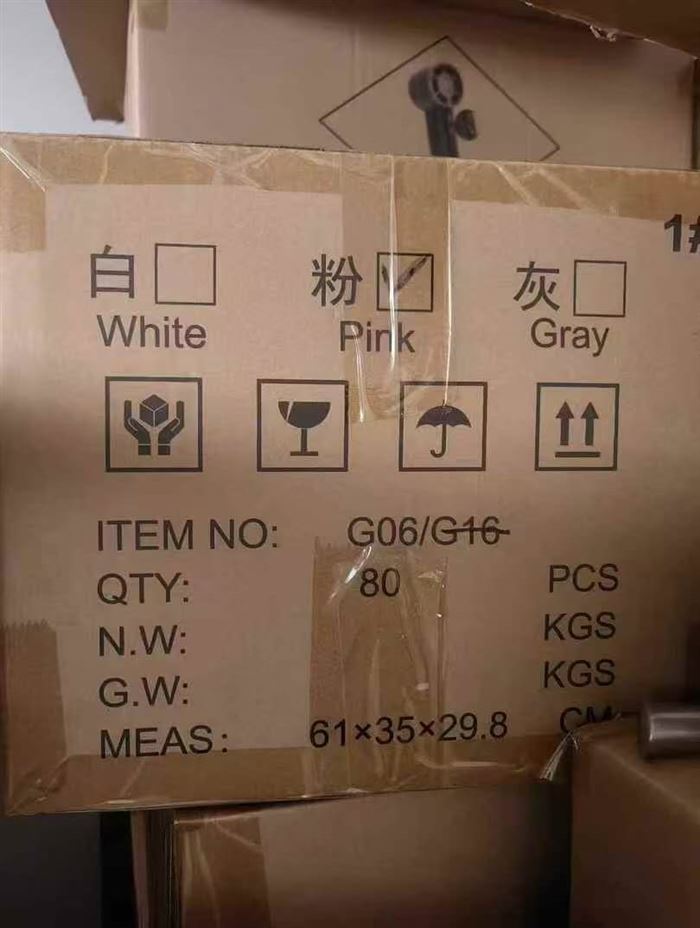 1#
白 粉 灰
White Pink Gray
ITEM NO: G06/G16
QTY: 80 PCS
N.W: KGS
G.W: KGS
MEAS: 61×35×29.8 CM